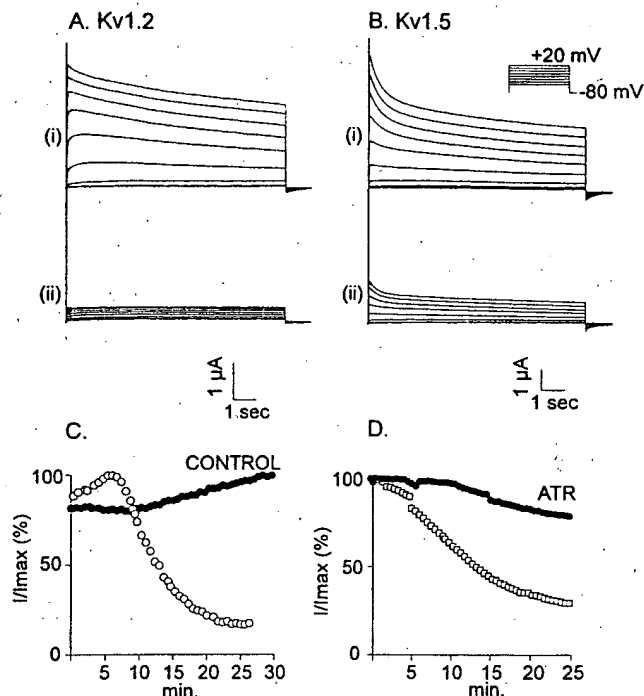 A. Kv1.2
B. Kv1.5
+20 mV
-80 mV
(i)
(i)
(ii)
(ii)
1 µA
1 sec
1 µA
1 sec
C.
D.
CONTROL
ATR
I/Imax (%)
100
50
0
5 10 15 20 25 30
min.
I/Imax (%)
100
50
0
5 10 15 20 25
min.